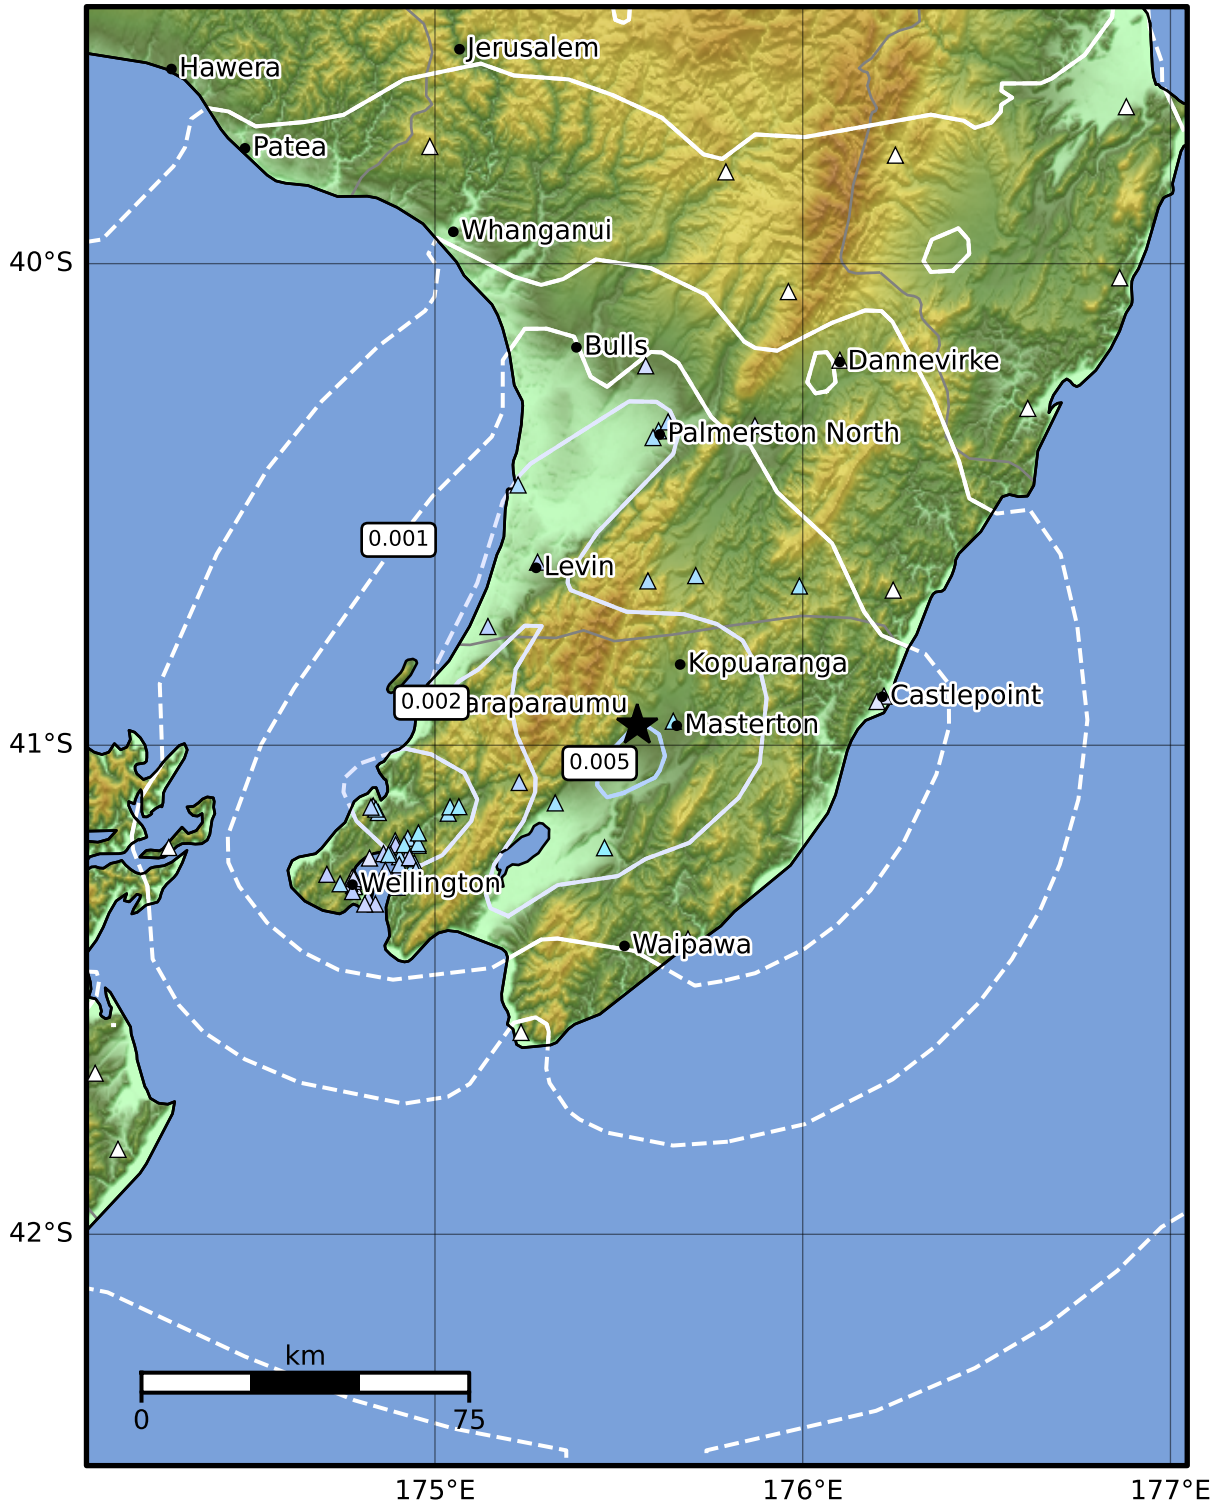 Jerusalem
Hawera
Patea
Whanganui
40°S
Bulls
Dannevirke
Palmerston North
0.001
Levin
Kopuaranga
0.002
araparaumu
Castlepoint
Masterton
41°S
0.005
Wellington
Waipawa
42°S
km
0
75
175°E
176°E
177°E